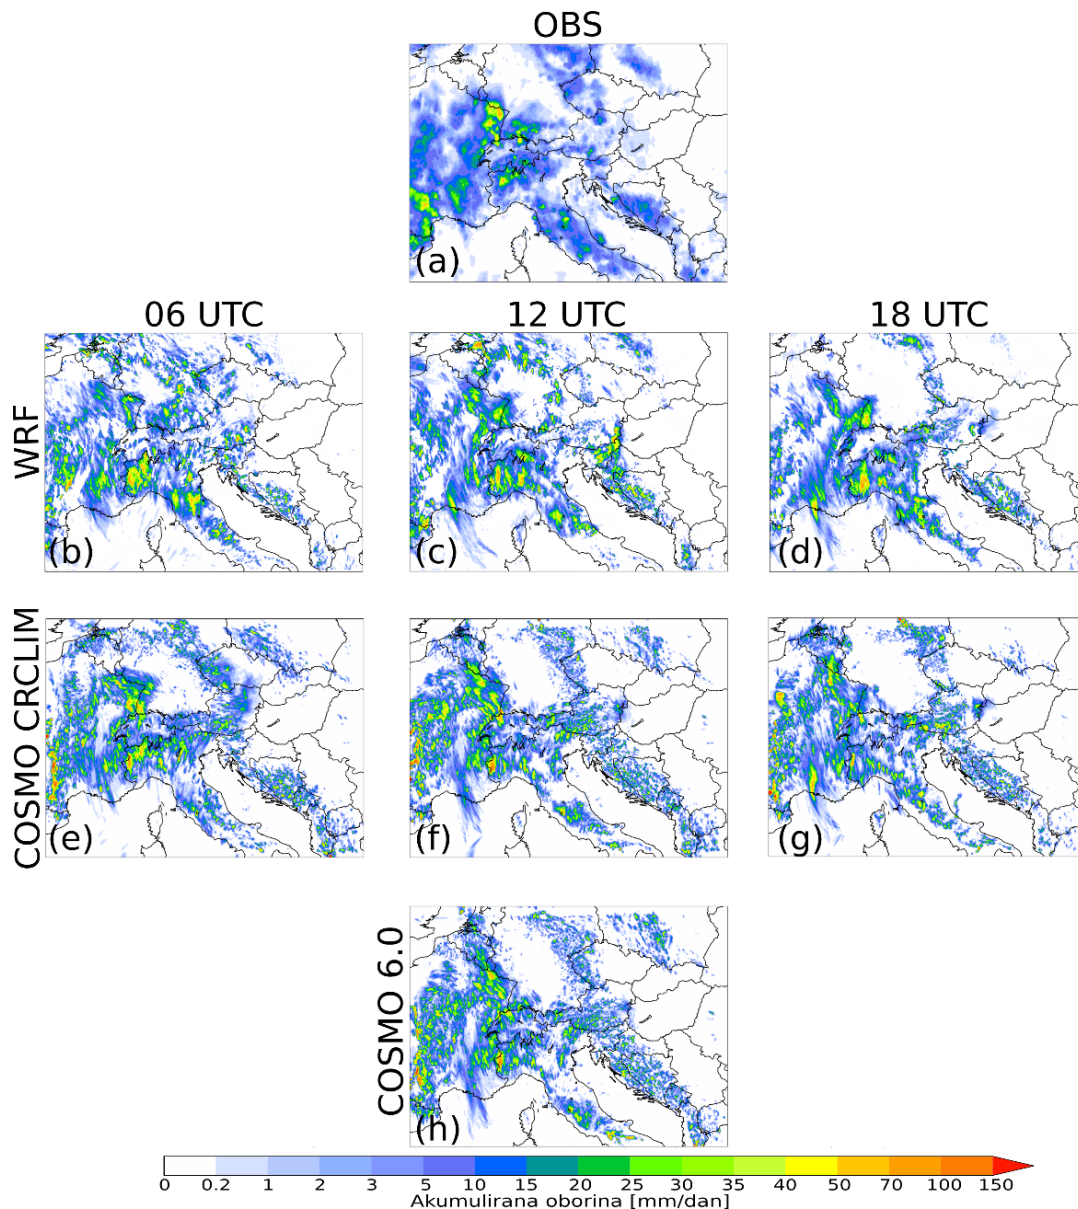 OBS
(a)
06 UTC
12 UTC
18 UTC
WRF
(b)
(c)
(d)
COSMO CRCLIM
(e)
(f)
(g)
COSMO 6.0
(h)
0 0.2 1 2 3 5 10 15 20 25 30 35 40 50 70 100 150
Akumulirana oborina [mm/dan]